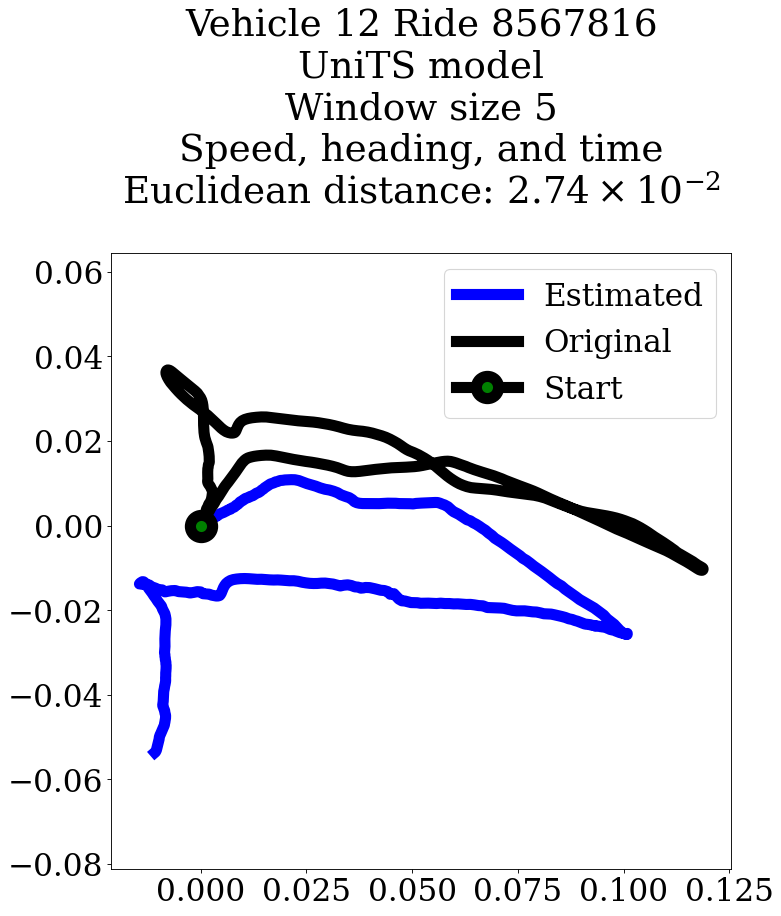 Vehicle 12 Ride 8567816
UniTS model
Window size 5
Speed, heading, and time
Euclidean distance: 2.74 × 10⁻²
Estimated
Original
Start
0.06
0.04
0.02
0.00
−0.02
−0.04
−0.06
−0.08
0.000 0.025 0.050 0.075 0.100 0.125